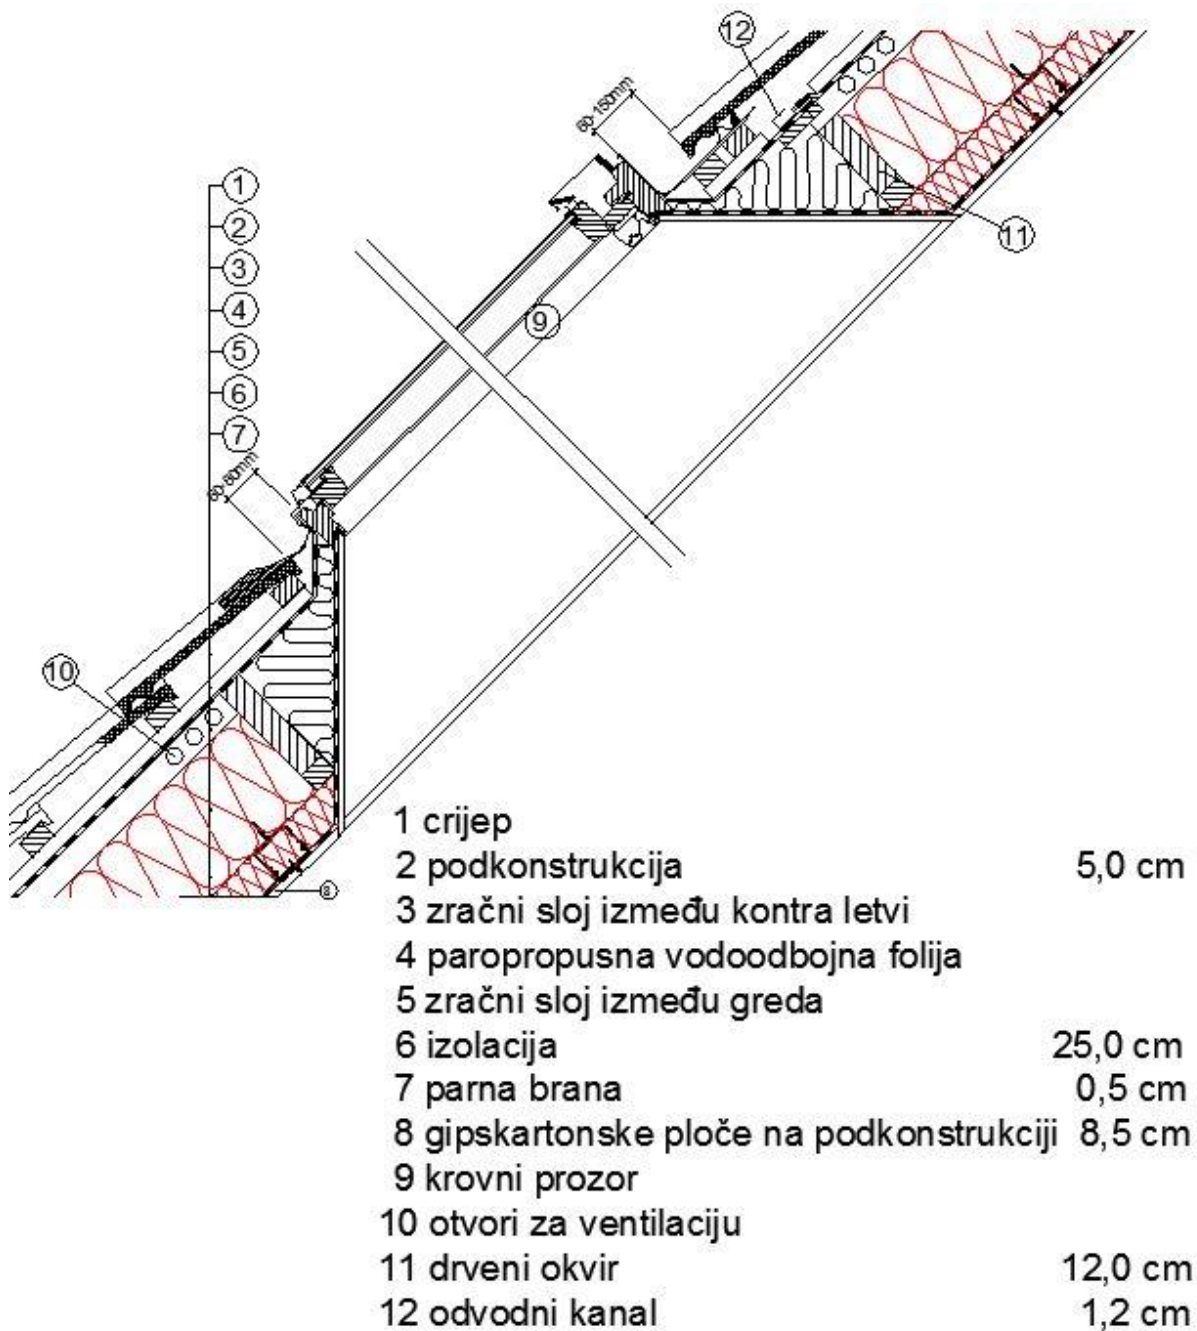 12
60-150mm
1
2
3
4
5
6
7
11
9
60-80mm
10
8
1 crijep
2 podkonstrukcija 5,0 cm
3 zračni sloj između kontra letvi
4 paropropusna vodoodbojna folija
5 zračni sloj između greda
6 izolacija 25,0 cm
7 parna brana 0,5 cm
8 gipskartonske ploče na podkonstrukciji 8,5 cm
9 krovni prozor
10 otvori za ventilaciju
11 drveni okvir 12,0 cm
12 odvodni kanal 1,2 cm